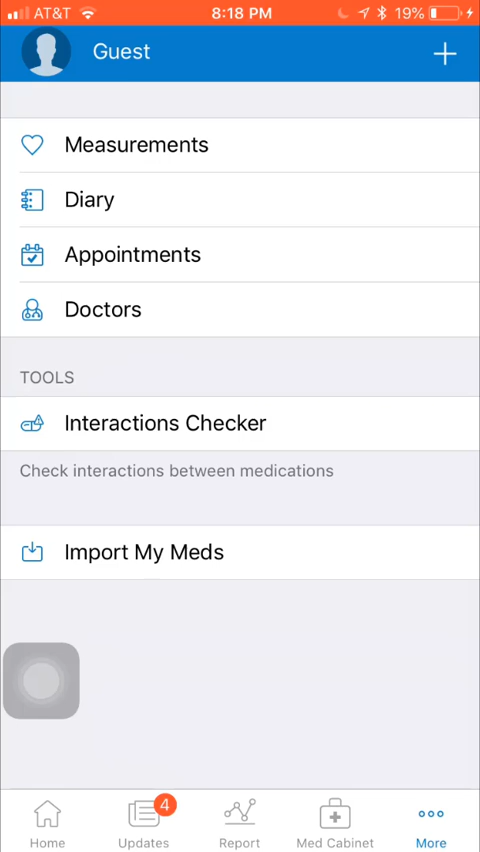 AT&T 8:18 PM 19%
Guest
Measurements
Diary
Appointments
Doctors
TOOLS
Interactions Checker
Check interactions between medications
Import My Meds
4
Home Updates Report Med Cabinet More